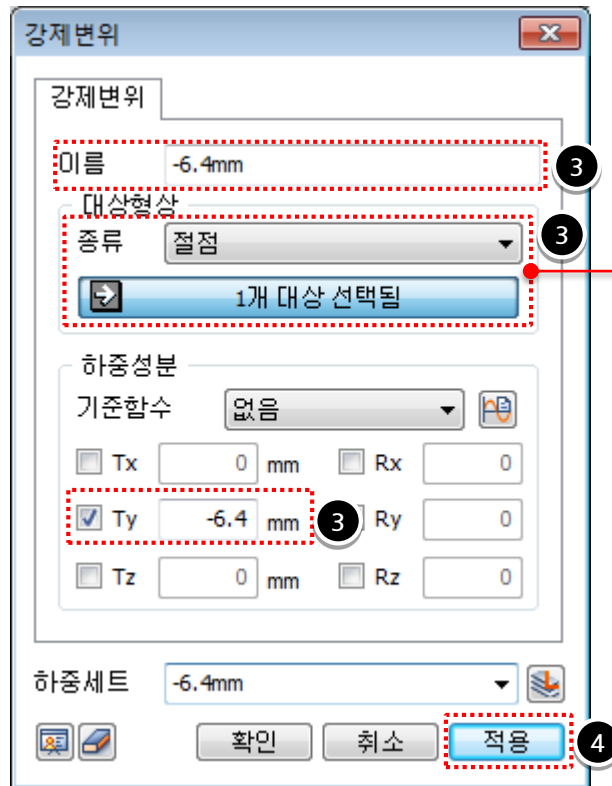 강제변위
강제변위
이름 -6.4mm 3
대상형상
종류 절점 3
1개 대상 선택됨
하중성분
기준함수 없음
Tx 0 mm Rx 0
Ty -6.4 mm 3 Ry 0
Tz 0 mm Rz 0
하중세트 -6.4mm
확인 취소 적용 4